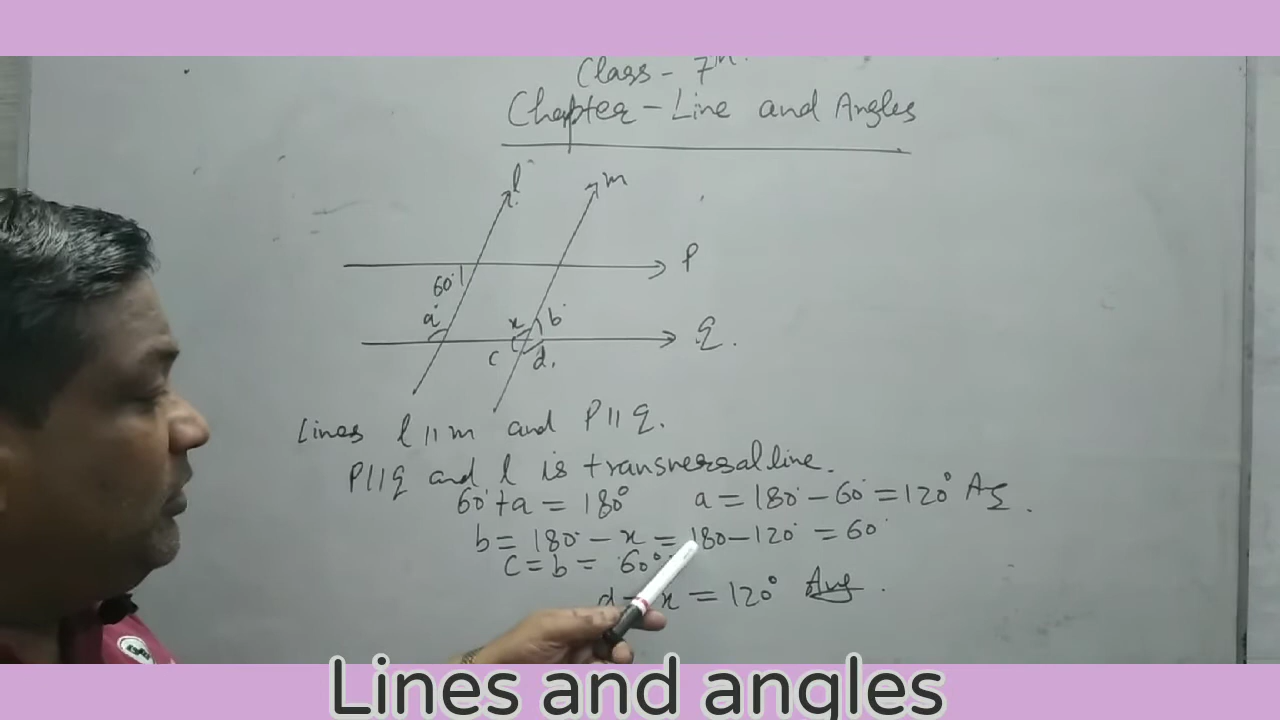 Class - 7th.
Chapter - Line and Angles
l
m
P
60°
a°
x
b°
q.
c
d.
Lines l || m and P || q.
P || q and l is transversal line.
60° + a = 180° a = 180° - 60° = 120° Ag.
b = 180° - x = 180 - 120° = 60°
c = b = 60°
d = x = 120° Ans.
Lines and angles